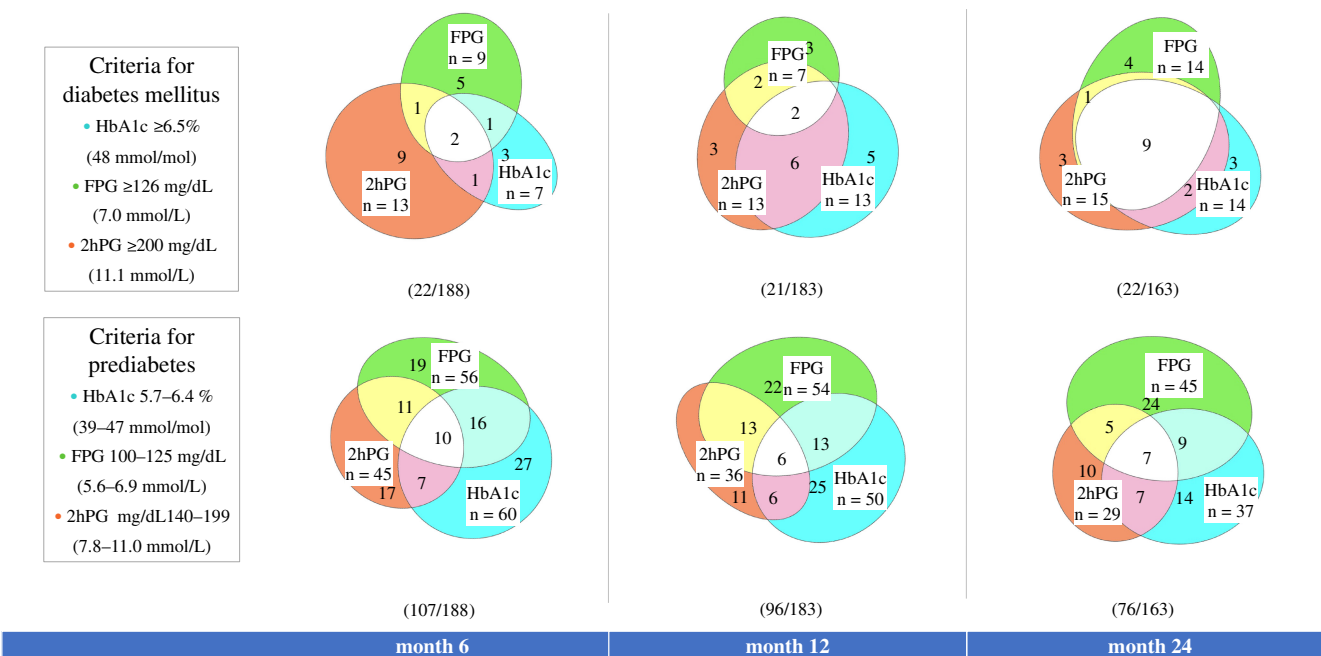 Criteria for
diabetes mellitus
• HbA1c ≥6.5%
(48 mmol/mol)
• FPG ≥126 mg/dL
(7.0 mmol/L)
• 2hPG ≥200 mg/dL
(11.1 mmol/L)
FPG
n = 9
5
1
1
2
9
3
1
2hPG
n = 13
HbA1c
n = 7
(22/188)
FPG
n = 7
3
2
2
3
6
5
2hPG
n = 13
HbA1c
n = 13
(21/183)
FPG
n = 14
4
1
9
3
3
2
2hPG
n = 15
HbA1c
n = 14
(22/163)
Criteria for
prediabetes
• HbA1c 5.7–6.4 %
(39–47 mmol/mol)
• FPG 100–125 mg/dL
(5.6–6.9 mmol/L)
• 2hPG  mg/dL140–199
(7.8–11.0 mmol/L)
FPG
n = 56
19
11
16
10
27
7
17
2hPG
n = 45
HbA1c
n = 60
(107/188)
FPG
n = 54
22
13
13
6
25
6
11
2hPG
n = 36
HbA1c
n = 50
(96/183)
FPG
n = 45
24
5
9
7
10
7
14
2hPG
n = 29
HbA1c
n = 37
(76/163)
month 6
month 12
month 24